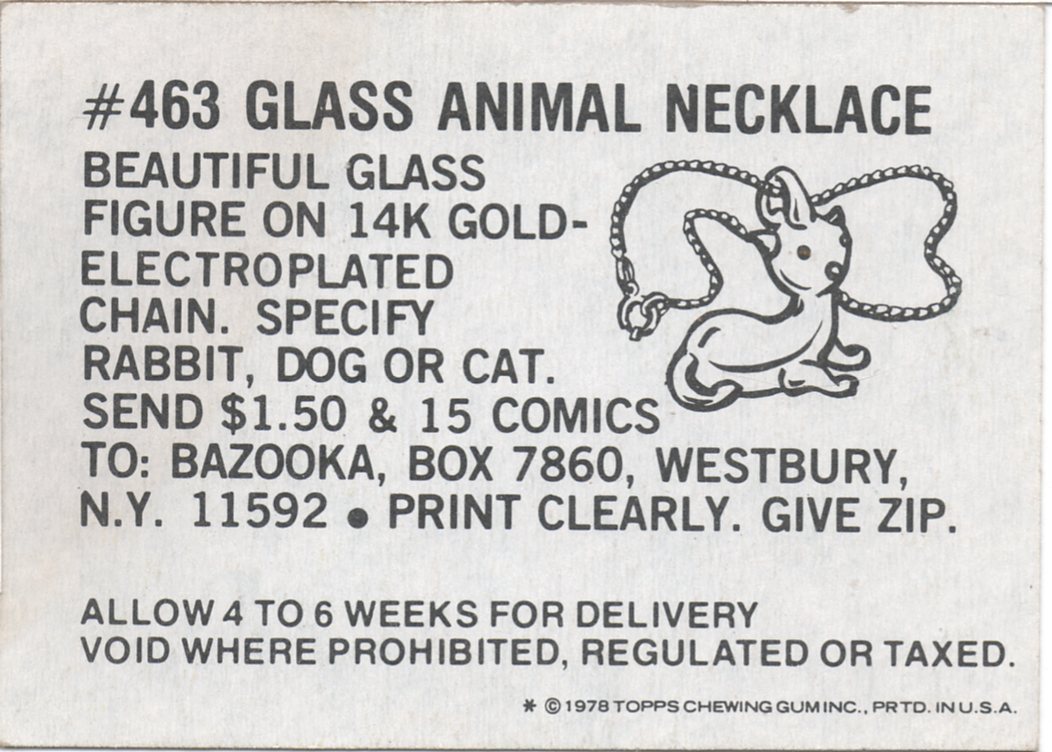 #463 GLASS ANIMAL NECKLACE
BEAUTIFUL GLASS
FIGURE ON 14K GOLD-
ELECTROPLATED
CHAIN. SPECIFY
RABBIT, DOG OR CAT.
SEND $1.50 & 15 COMICS
TO: BAZOOKA, BOX 7860, WESTBURY,
N.Y. 11592 ● PRINT CLEARLY. GIVE ZIP.
ALLOW 4 TO 6 WEEKS FOR DELIVERY
VOID WHERE PROHIBITED, REGULATED OR TAXED.
* ©1978 TOPPS CHEWING GUM INC., PRTD. IN U.S.A.